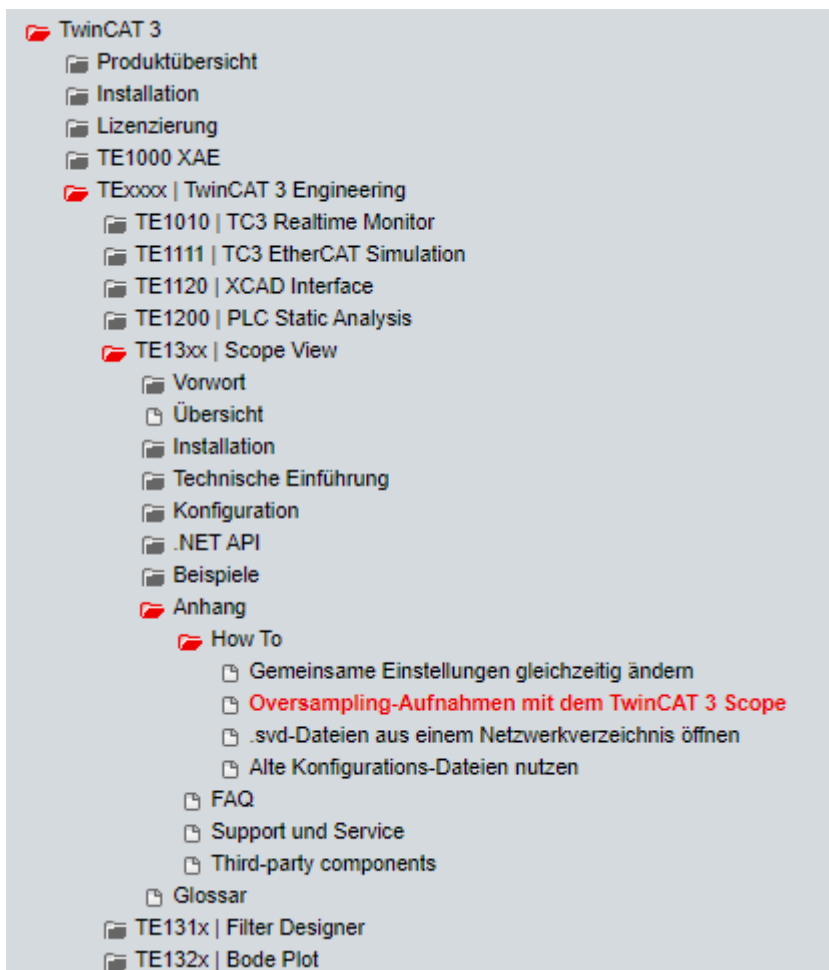 TwinCAT 3
Produktübersicht
Installation
Lizenzierung
TE1000 XAE
TExxxx | TwinCAT 3 Engineering
TE1010 | TC3 Realtime Monitor
TE1111 | TC3 EtherCAT Simulation
TE1120 | XCAD Interface
TE1200 | PLC Static Analysis
TE13xx | Scope View
Vorwort
Übersicht
Installation
Technische Einführung
Konfiguration
.NET API
Beispiele
Anhang
How To
Gemeinsame Einstellungen gleichzeitig ändern
Oversampling-Aufnahmen mit dem TwinCAT 3 Scope
.svd-Dateien aus einem Netzwerkverzeichnis öffnen
Alte Konfigurations-Dateien nutzen
FAQ
Support und Service
Third-party components
Glossar
TE131x | Filter Designer
TE132x | Bode Plot